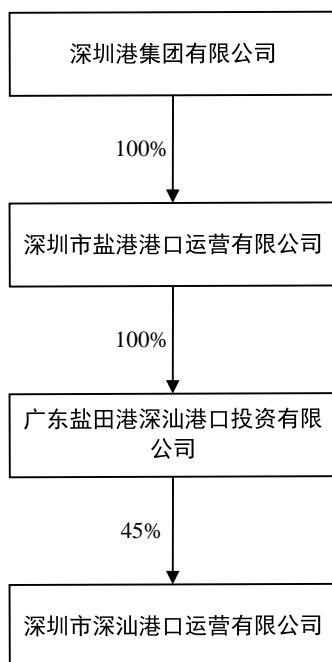 深圳港集团有限公司
100%
深圳市盐港港口运营有限公司
100%
广东盐田港深汕港口投资有限
公司
45%
深圳市深汕港口运营有限公司